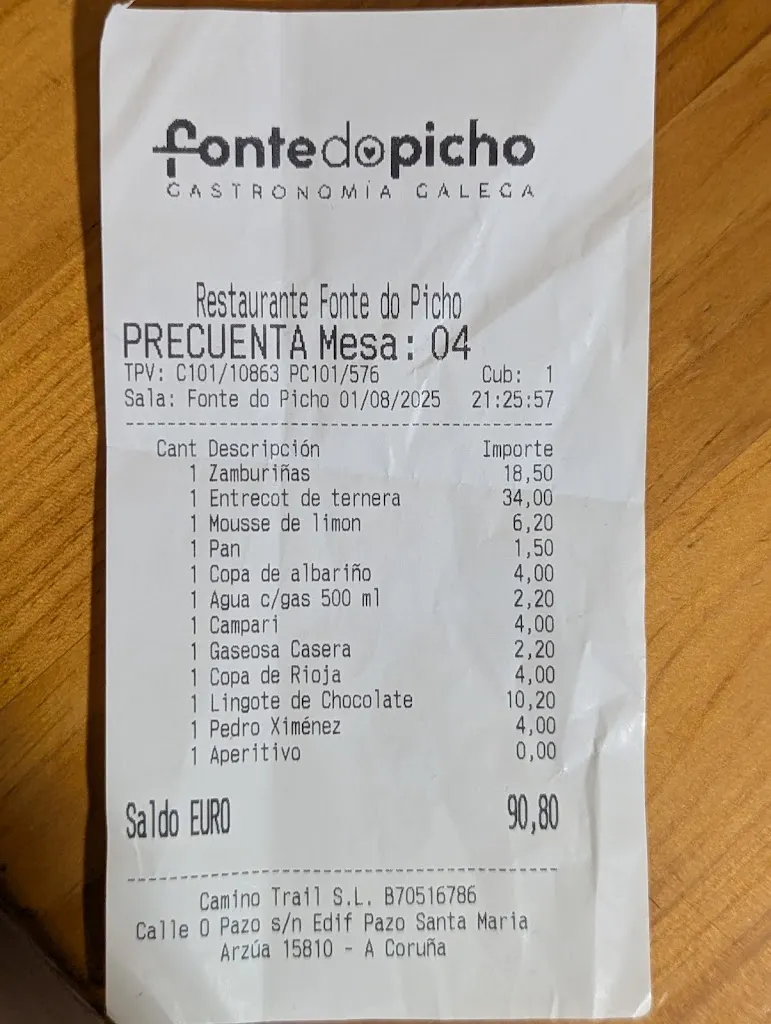 fontedopicho
GASTRONOMÍA GALEGA
Restaurante Fonte do Picho
PRECUENTA Mesa: 04
TPV: C101/10863 PC101/576 Cub: 1
Sala: Fonte do Picho 01/08/2025 21:25:57
Cant Descripción Importe
1 Zamburiñas 18,50
1 Entrecot de ternera 34,00
1 Mousse de limon 6,20
1 Pan 1,50
1 Copa de albariño 4,00
1 Agua c/gas 500 ml 2,20
1 Campari 4,00
1 Gaseosa Casera 2,20
1 Copa de Rioja 4,00
1 Lingote de Chocolate 10,20
1 Pedro Ximénez 4,00
1 Aperitivo 0,00
Saldo EURO 90,80
Camino Trail S.L. B70516786
Calle O Pazo s/n Edif Pazo Santa Maria
Arzúa 15810 - A Coruña